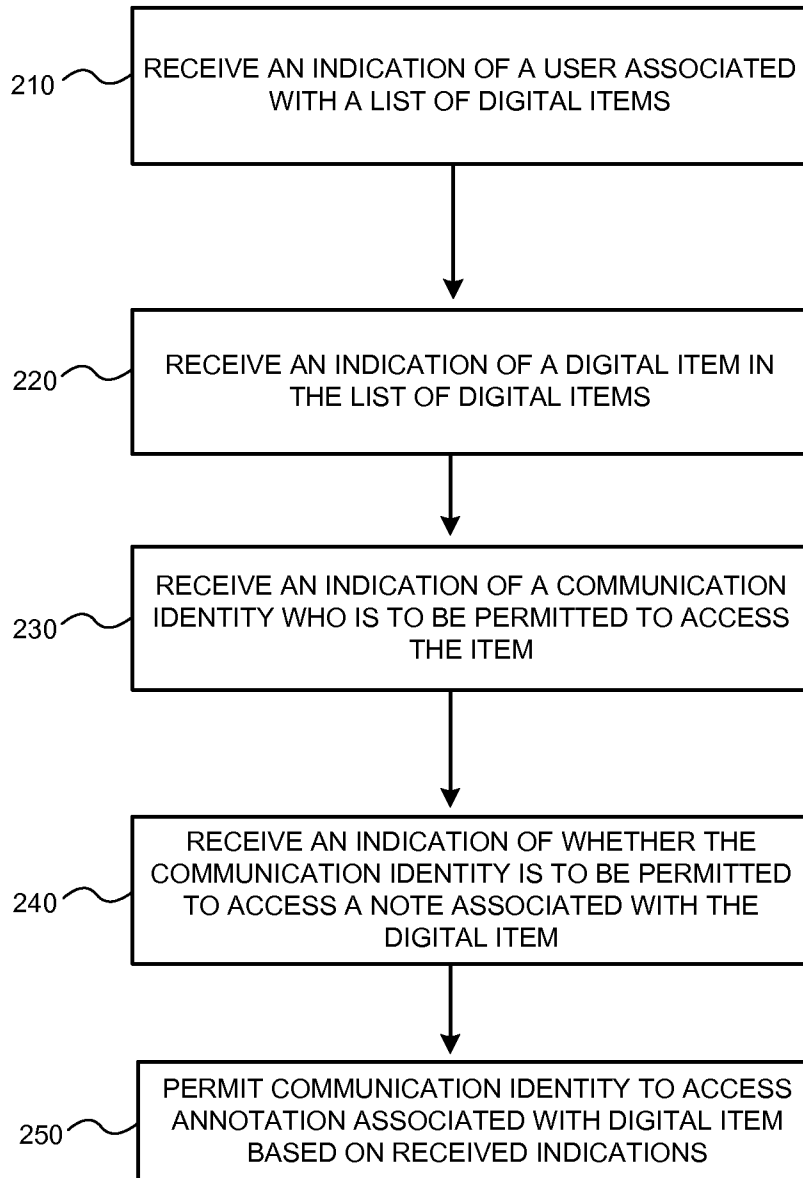 210
RECEIVE AN INDICATION OF A USER ASSOCIATED
WITH A LIST OF DIGITAL ITEMS
220
RECEIVE AN INDICATION OF A DIGITAL ITEM IN
THE LIST OF DIGITAL ITEMS
230
RECEIVE AN INDICATION OF A COMMUNICATION
IDENTITY WHO IS TO BE PERMITTED TO ACCESS
THE ITEM
240
RECEIVE AN INDICATION OF WHETHER THE
COMMUNICATION IDENTITY IS TO BE PERMITTED
TO ACCESS A NOTE ASSOCIATED WITH THE
DIGITAL ITEM
250
PERMIT COMMUNICATION IDENTITY TO ACCESS
ANNOTATION ASSOCIATED WITH DIGITAL ITEM
BASED ON RECEIVED INDICATIONS